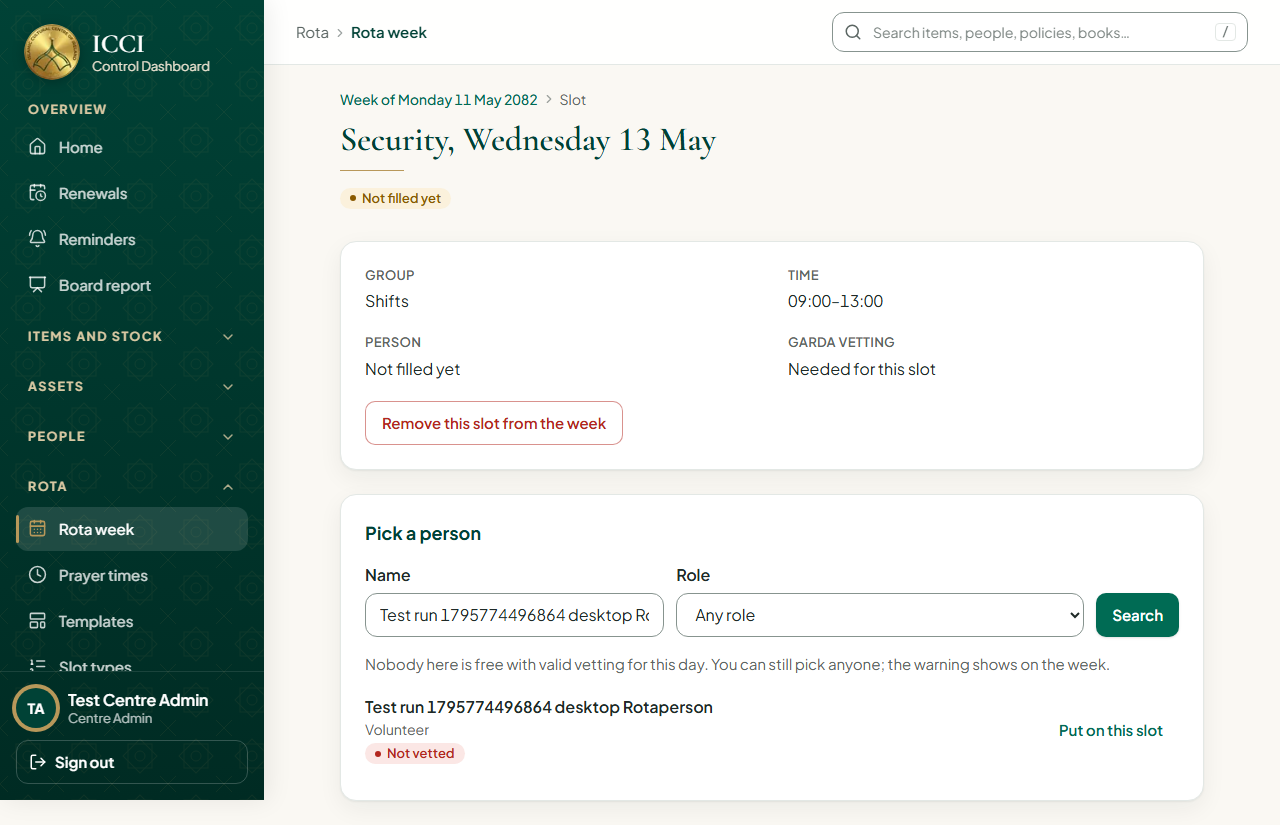 ICCI
Control Dashboard
OVERVIEW
Home
Renewals
Reminders
Board report
ITEMS AND STOCK
ASSETS
PEOPLE
ROTA
Rota week
Prayer times
Templates
Slot types
TA
Test Centre Admin
Centre Admin
Sign out
Rota > Rota week
Search items, people, policies, books…
/
Week of Monday 11 May 2082 > Slot
Security, Wednesday 13 May
Not filled yet
GROUP
Shifts
TIME
09:00–13:00
PERSON
Not filled yet
GARDA VETTING
Needed for this slot
Remove this slot from the week
Pick a person
Name
Test run 1795774496864 desktop Ro
Role
Any role
Search
Nobody here is free with valid vetting for this day. You can still pick anyone; the warning shows on the week.
Test run 1795774496864 desktop Rotaperson
Volunteer
Not vetted
Put on this slot